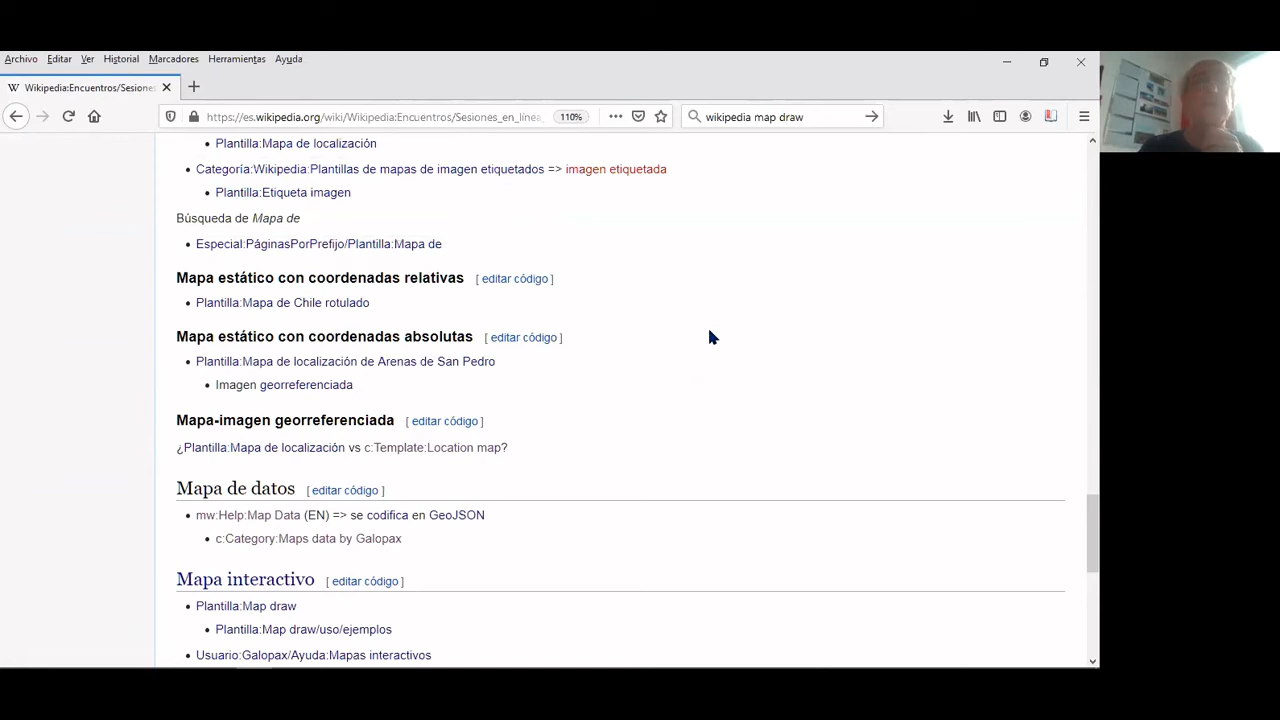 Archivo Editar Ver Historial Marcadores Herramientas Ayuda
W Wikipedia:Encuentros/Sesione
https://es.wikipedia.org/wiki/Wikipedia:Encuentros/Sesiones_en_línea 110% wikipedia map draw
Plantilla:Mapa de localización
Categoría:Wikipedia:Plantillas de mapas de imagen etiquetados => imagen etiquetada
Plantilla:Etiqueta imagen
Búsqueda de Mapa de
Especial:PáginasPorPrefijo/Plantilla:Mapa de
Mapa estático con coordenadas relativas [ editar código ]
Plantilla:Mapa de Chile rotulado
Mapa estático con coordenadas absolutas [ editar código ]
Plantilla:Mapa de localización de Arenas de San Pedro
Imagen georreferenciada
Mapa-imagen georreferenciada [ editar código ]
¿Plantilla:Mapa de localización vs c:Template:Location map?
Mapa de datos [ editar código ]
mw:Help:Map Data (EN) => se codifica en GeoJSON
c:Category:Maps data by Galopax
Mapa interactivo [ editar código ]
Plantilla:Map draw
Plantilla:Map draw/uso/ejemplos
Usuario:Galopax/Ayuda:Mapas interactivos